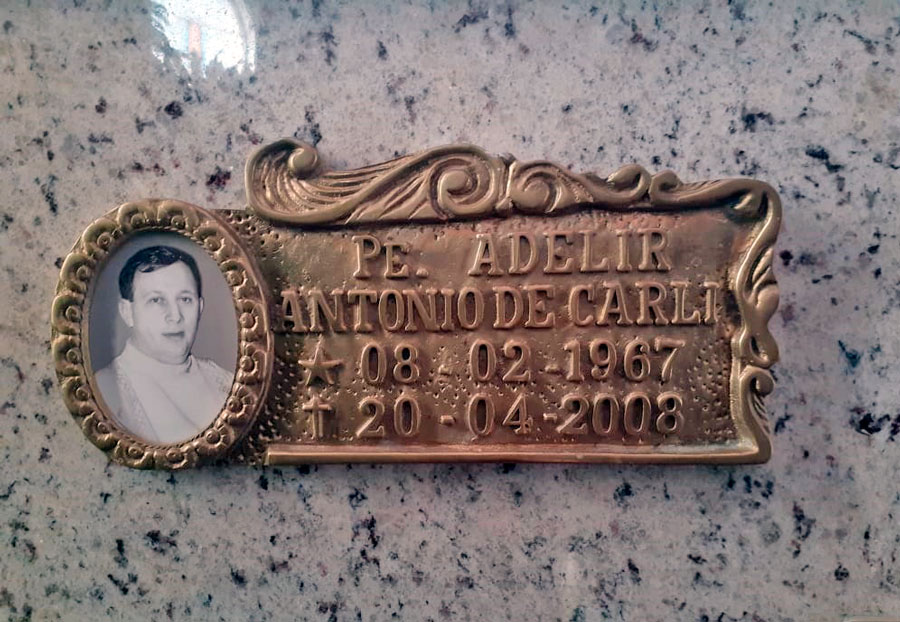 PE. ADELIR
ANTONIO DE CARLI
08-02-1967
20-04-2008